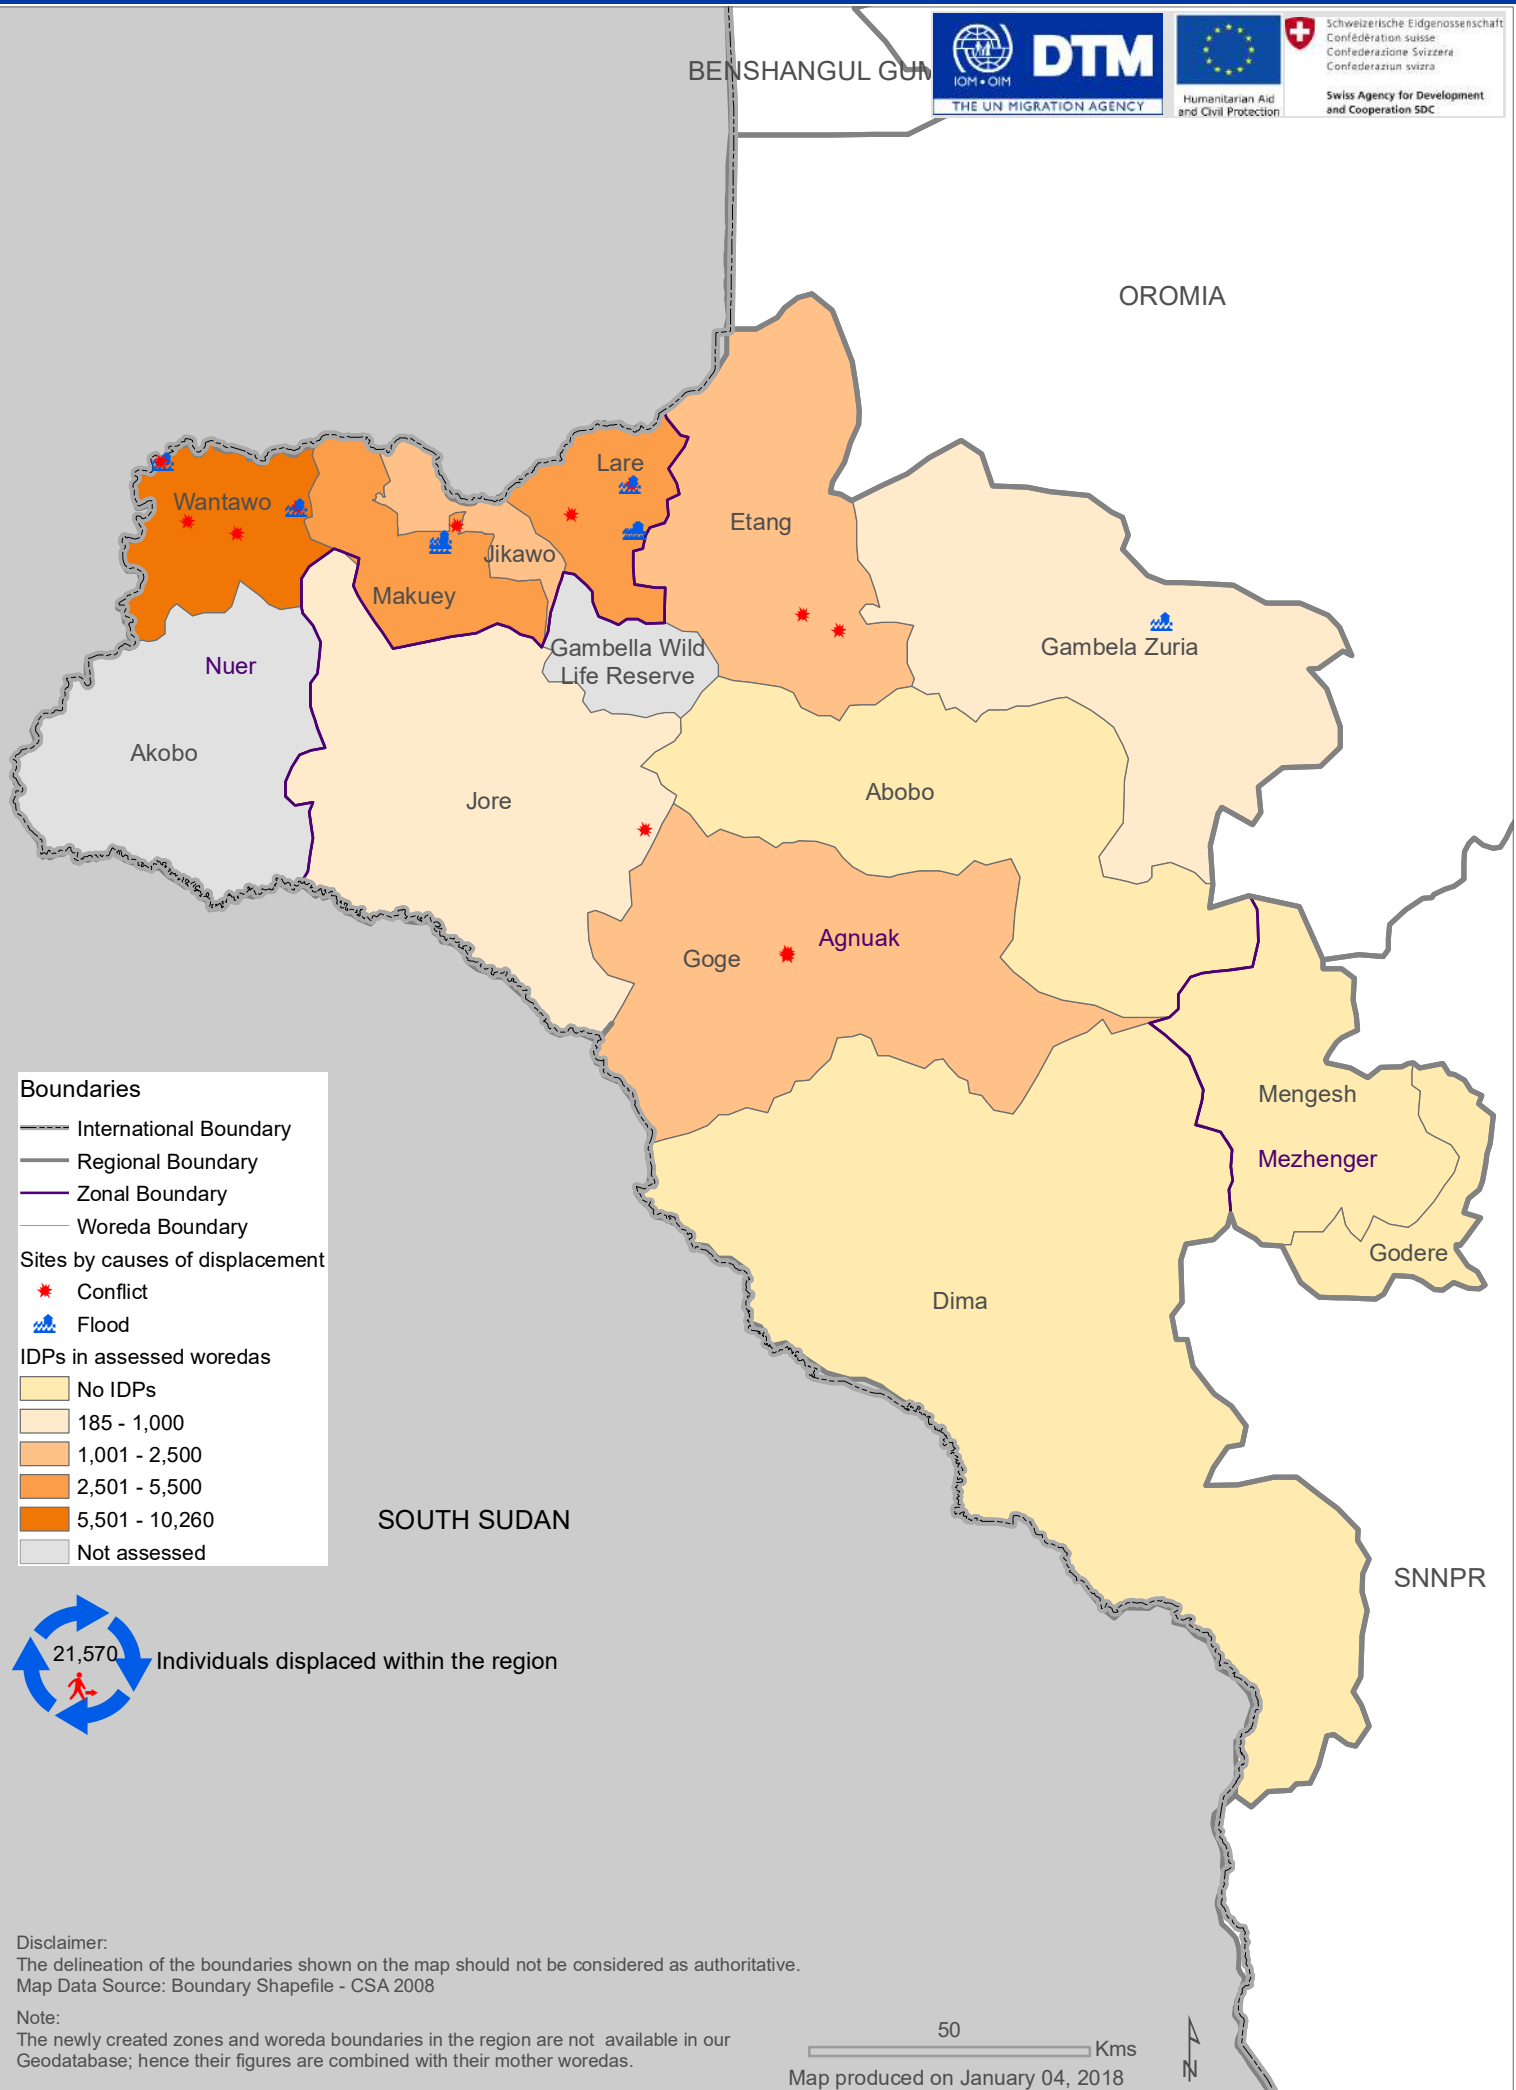 BENSHANGUL GUM
IOM • OIM
DTM
THE UN MIGRATION AGENCY
Humanitarian Aid
and Civil Protection
Schweizerische Eidgenossenschaft
Confédération suisse
Confederazione Svizzera
Confederaziun svizra
Swiss Agency for Development
and Cooperation SDC
OROMIA
Lare
Wantawo
Etang
Jikawo
Makuey
Gambella Wild
Life Reserve
Gambela Zuria
Nuer
Akobo
Jore
Abobo
Agnuak
Goge
Mengesh
Mezhenger
Godere
Dima
Boundaries
International Boundary
Regional Boundary
Zonal Boundary
Woreda Boundary
Sites by causes of displacement
Conflict
Flood
IDPs in assessed woredas
No IDPs
185 - 1,000
1,001 - 2,500
2,501 - 5,500
5,501 - 10,260
Not assessed
SOUTH SUDAN
SNNPR
21,570
Individuals displaced within the region
Disclaimer:
The delineation of the boundaries shown on the map should not be considered as authoritative.
Map Data Source: Boundary Shapefile - CSA 2008
Note:
The newly created zones and woreda boundaries in the region are not available in our
Geodatabase; hence their figures are combined with their mother woredas.
50
Kms
N
Map produced on January 04, 2018